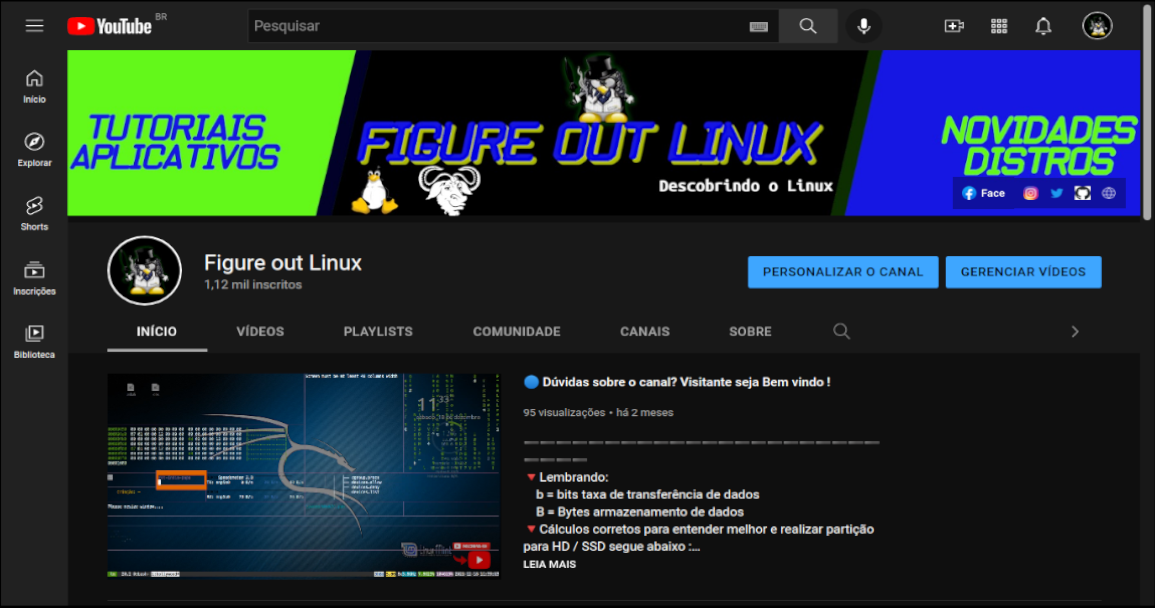 YouTube BR
Pesquisar
Início
Explorar
Shorts
Inscrições
Biblioteca
TUTORIAIS
APLICATIVOS
FIGURE OUT LINUX
Descobrindo o Linux
NOVIDADES
DISTROS
Face
Figure out Linux
1,12 mil inscritos
PERSONALIZAR O CANAL
GERENCIAR VÍDEOS
INÍCIO
VÍDEOS
PLAYLISTS
COMUNIDADE
CANAIS
SOBRE
Dúvidas sobre o canal? Visitante seja Bem vindo !
95 visualizações • há 2 meses
Lembrando:
b = bits taxa de transferência de dados
B = Bytes armazenamento de dados
Cálculos corretos para entender melhor e realizar partição
para HD / SSD segue abaixo :...
LEIA MAIS